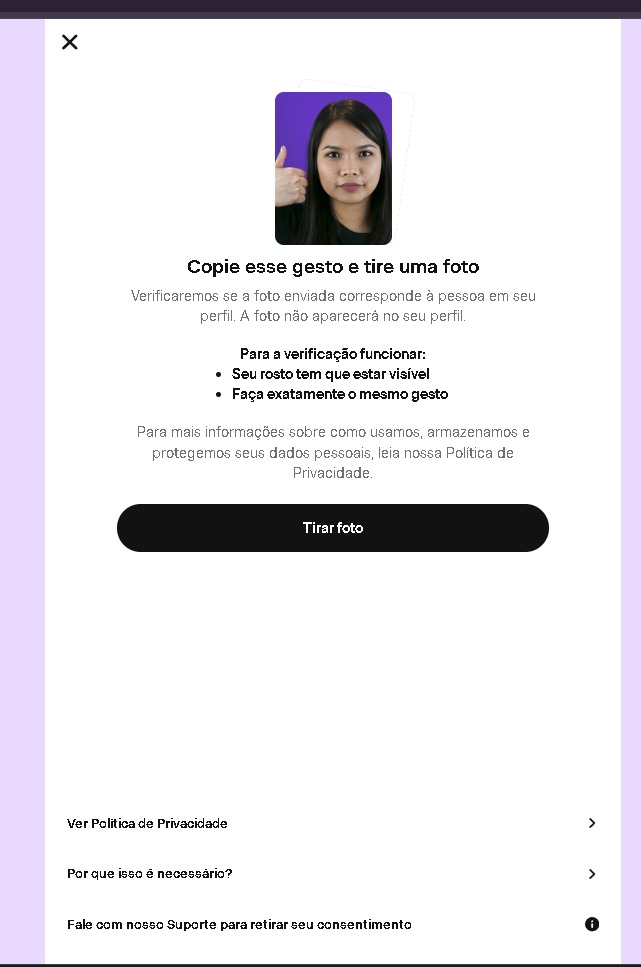 Copie esse gesto e tire uma foto
Verificaremos se a foto enviada corresponde à pessoa em seu
perfil. A foto não aparecerá no seu perfil.
Para a verificação funcionar:
• Seu rosto tem que estar visível
• Faça exatamente o mesmo gesto
Para mais informações sobre como usamos, armazenamos e
protegemos seus dados pessoais, leia nossa Política de
Privacidade.
Tirar foto
Ver Política de Privacidade
Por que isso é necessário?
Fale com nosso Suporte para retirar seu consentimento